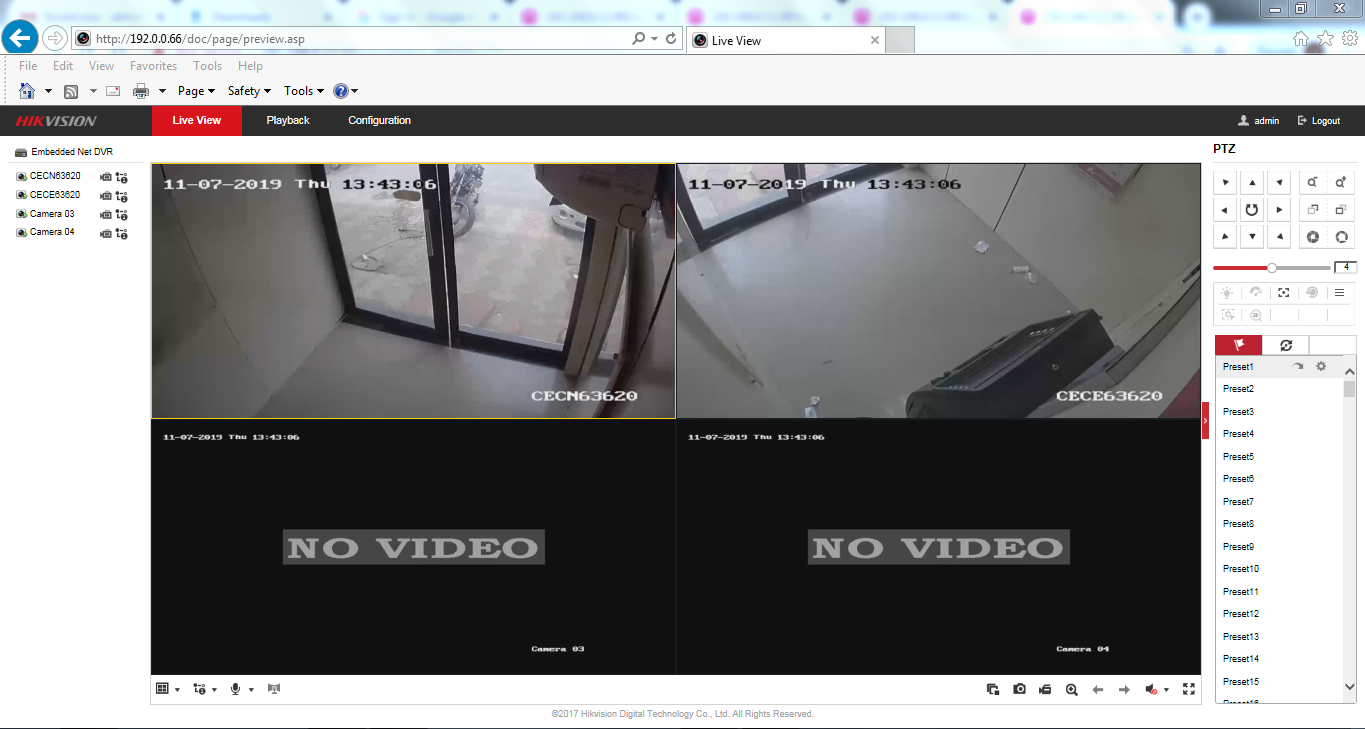 http://192.0.0.66/doc/page/preview.asp
Live View
File Edit View Favorites Tools Help
Page Safety Tools
HIKVISION Live View Playback Configuration admin Logout
Embedded Net DVR
CECN63620
CECE63620
Camera 03
Camera 04
11-07-2019 Thu 13:43:06
CECN63620
11-07-2019 Thu 13:43:06
CECE63620
11-07-2019 Thu 13:43:06
NO VIDEO
Camera 03
11-07-2019 Thu 13:43:06
NO VIDEO
Camera 04
PTZ
4
Preset1
Preset2
Preset3
Preset4
Preset5
Preset6
Preset7
Preset8
Preset9
Preset10
Preset11
Preset12
Preset13
Preset14
Preset15
©2017 Hikvision Digital Technology Co., Ltd. All Rights Reserved.